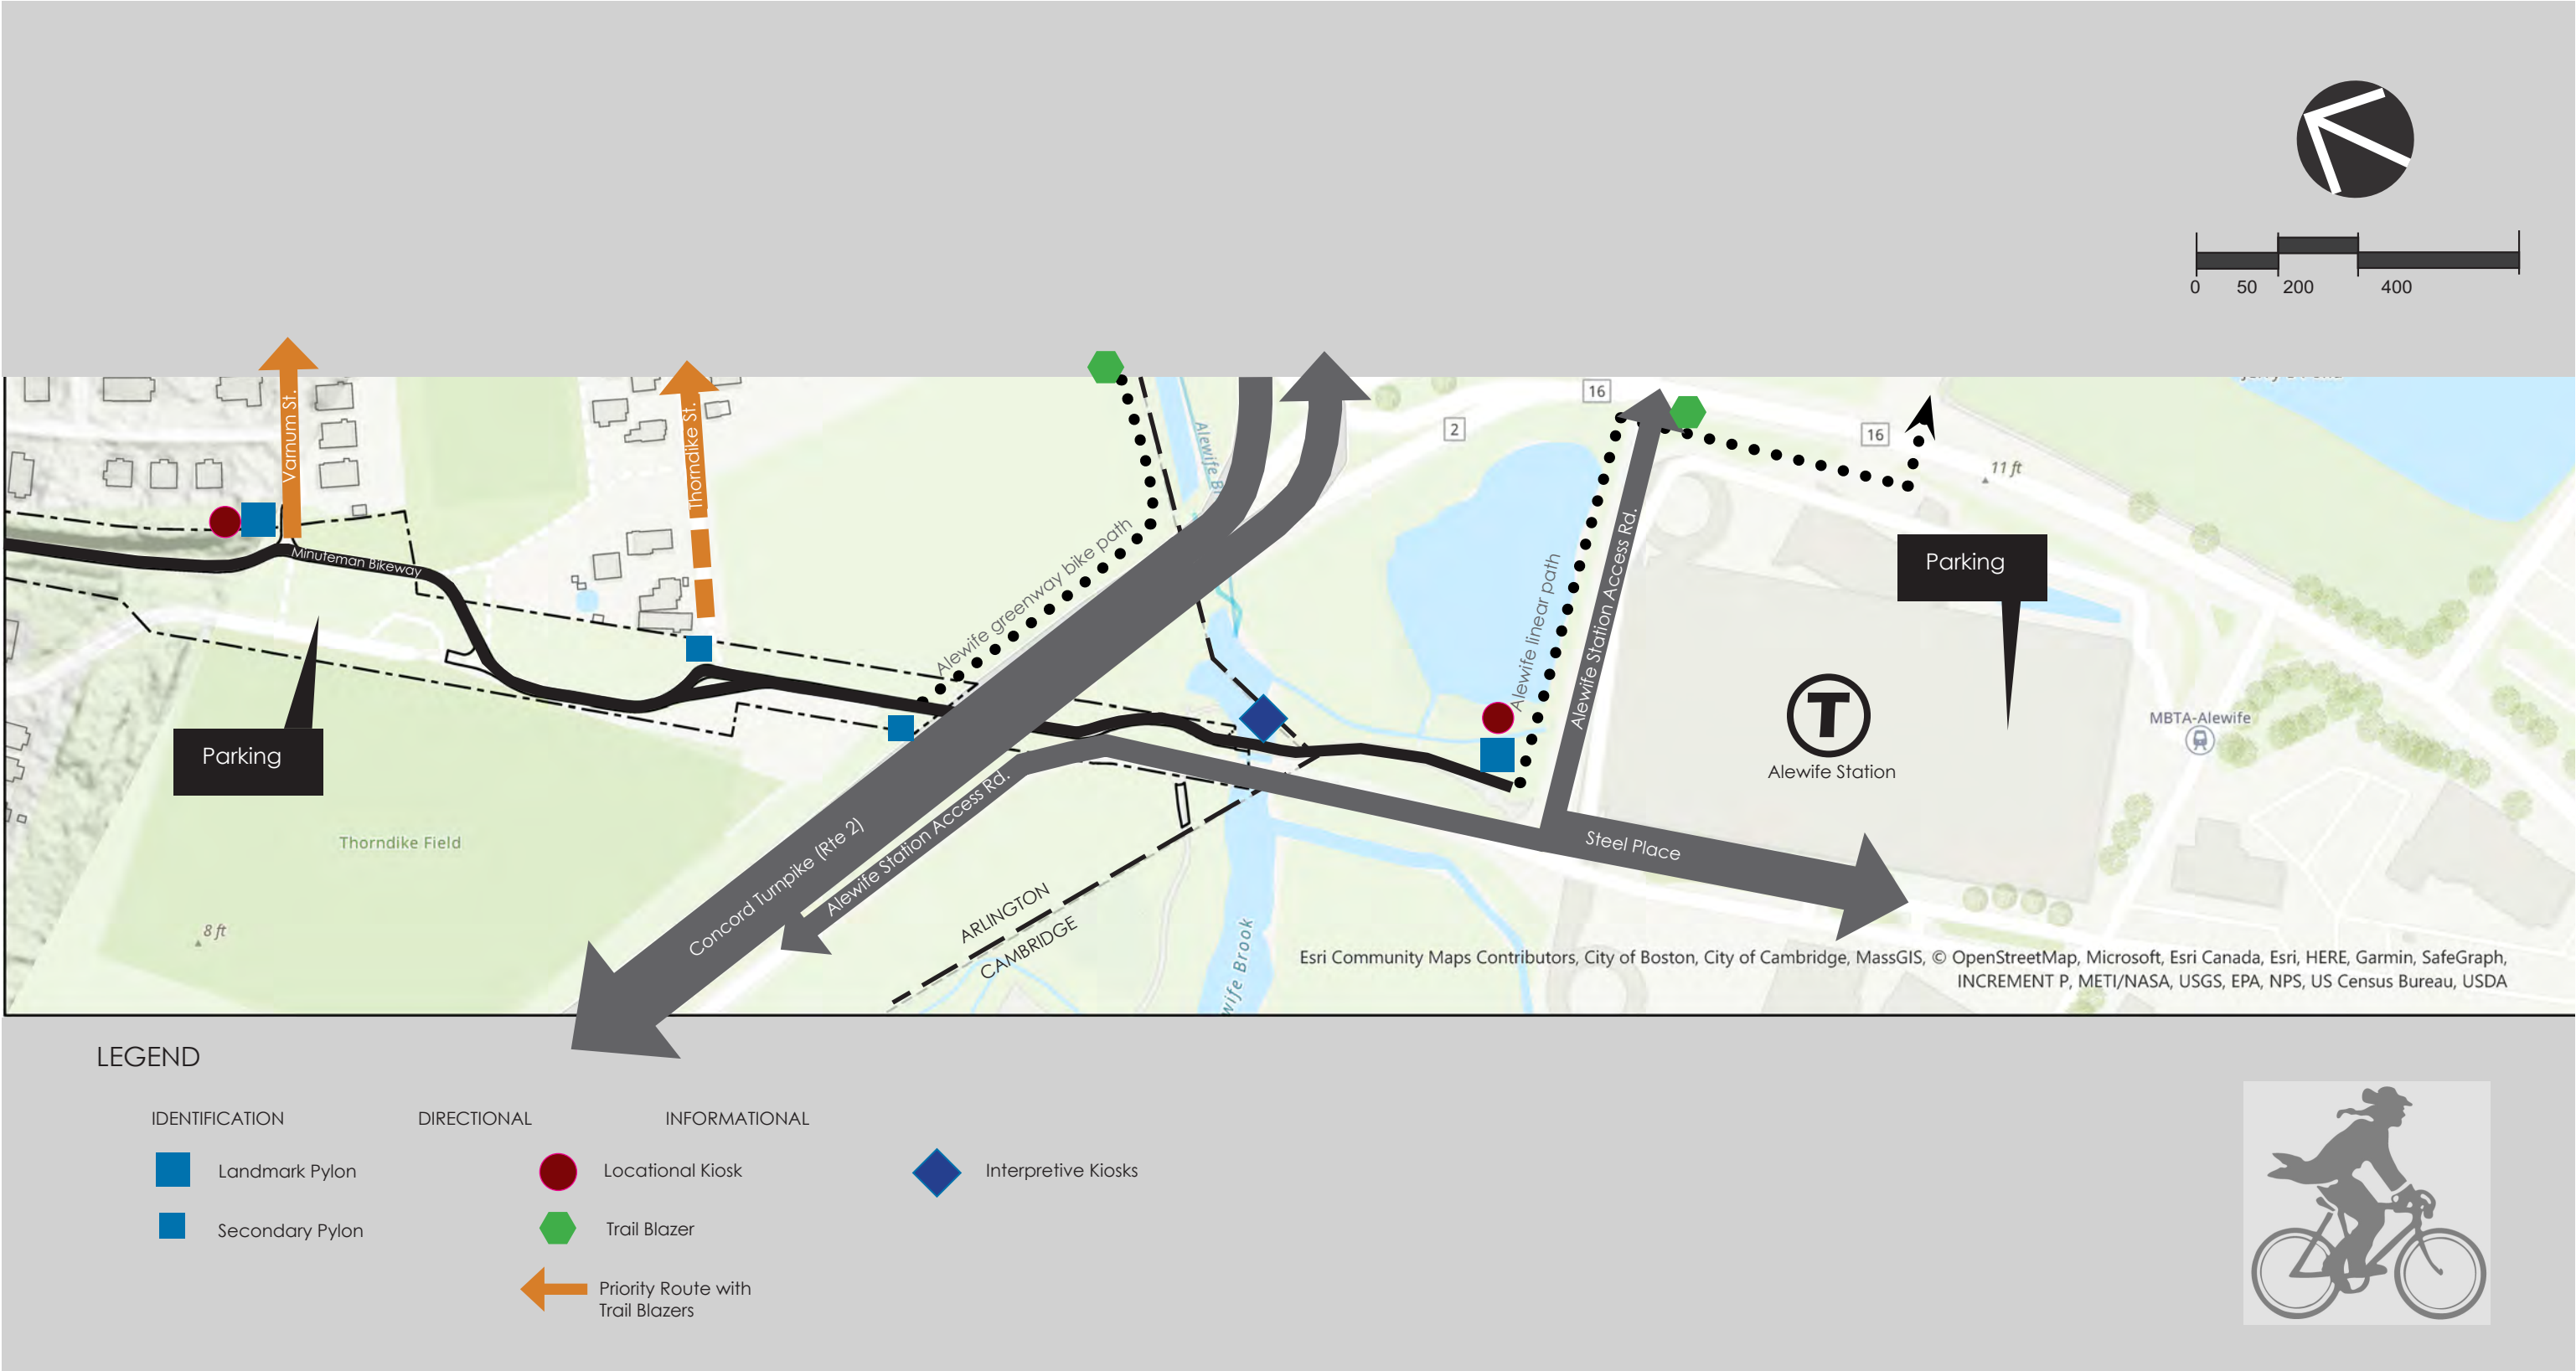 0 50 200 400
Varnum St.
Thorndike St.
16
2
16
11 ft
Alewife
Minuteman Bikeway
Alewife greenway bike path
Alewife linear path
Alewife Station Access Rd.
Parking
MBTA-Alewife
T
Alewife Station
Parking
Thorndike Field
Concord Turnpike (Rte 2)
Alewife Station Access Rd.
Steel Place
8 ft
ARLINGTON
CAMBRIDGE
Brook
Esri Community Maps Contributors, City of Boston, City of Cambridge, MassGIS, © OpenStreetMap, Microsoft, Esri Canada, Esri, HERE, Garmin, SafeGraph,
INCREMENT P, METI/NASA, USGS, EPA, NPS, US Census Bureau, USDA
LEGEND
IDENTIFICATION
DIRECTIONAL
INFORMATIONAL
Landmark Pylon
Locational Kiosk
Interpretive Kiosks
Secondary Pylon
Trail Blazer
Priority Route with
Trail Blazers